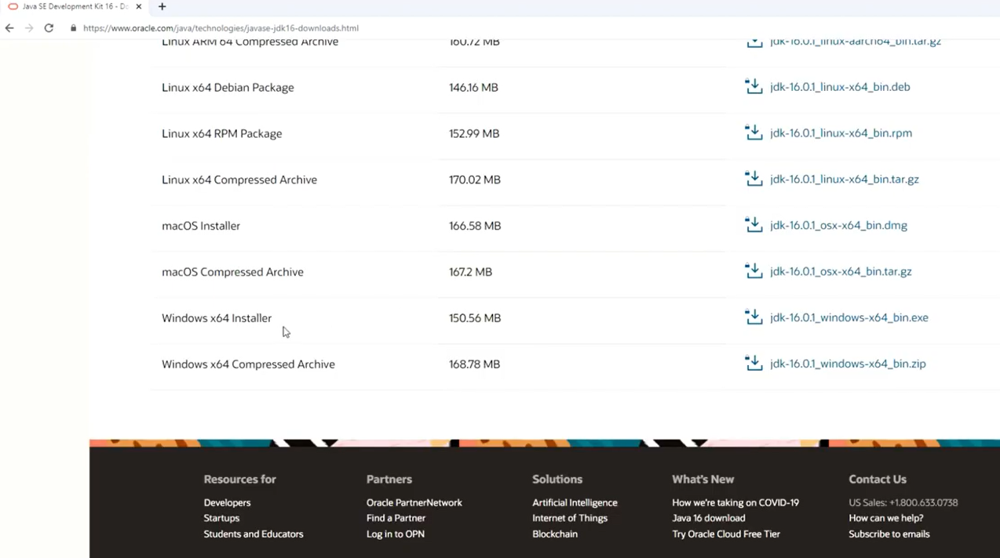 Java SE Development Kit 16 - Do
https://www.oracle.com/java/technologies/javase-jdk16-downloads.html
Linux ARM 64 Compressed Archive 160.72 MB jdk-16.0.1_linux-aarch64_bin.tar.gz
Linux x64 Debian Package 146.16 MB jdk-16.0.1_linux-x64_bin.deb
Linux x64 RPM Package 152.99 MB jdk-16.0.1_linux-x64_bin.rpm
Linux x64 Compressed Archive 170.02 MB jdk-16.0.1_linux-x64_bin.tar.gz
macOS Installer 166.58 MB jdk-16.0.1_osx-x64_bin.dmg
macOS Compressed Archive 167.2 MB jdk-16.0.1_osx-x64_bin.tar.gz
Windows x64 Installer 150.56 MB jdk-16.0.1_windows-x64_bin.exe
Windows x64 Compressed Archive 168.78 MB jdk-16.0.1_windows-x64_bin.zip
Resources for Partners Solutions What's New Contact Us
Developers Oracle PartnerNetwork Artificial Intelligence How we're taking on COVID-19 US Sales: +1.800.633.0738
Startups Find a Partner Internet of Things Java 16 download How can we help?
Students and Educators Log in to OPN Blockchain Try Oracle Cloud Free Tier Subscribe to emails